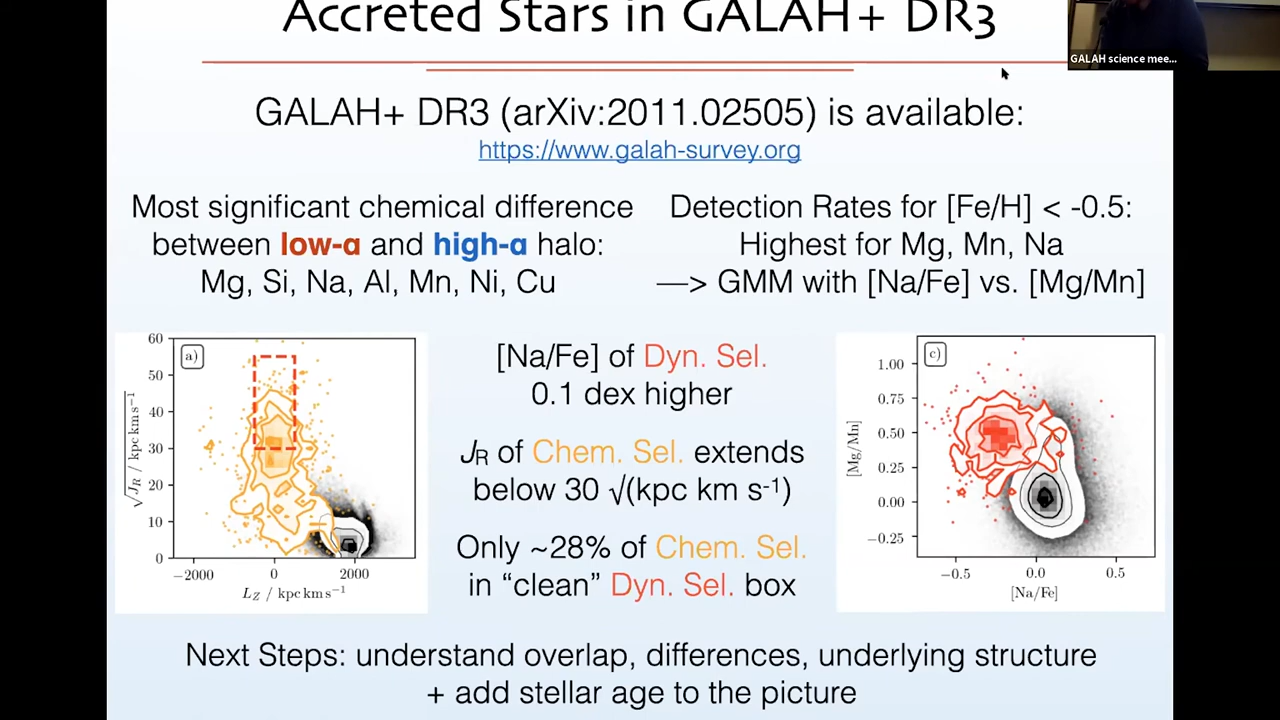 Accreted Stars in GALAH+ DR3
GALAH science mee...
GALAH+ DR3 (arXiv:2011.02505) is available:
https://www.galah-survey.org
Most significant chemical difference
between low-α and high-α halo:
Mg, Si, Na, Al, Mn, Ni, Cu
Detection Rates for [Fe/H] < -0.5:
Highest for Mg, Mn, Na
—> GMM with [Na/Fe] vs. [Mg/Mn]
a)
60
50
40
30
20
10
0
√J_R / kpc km s⁻¹
−2000
0
2000
L_Z / kpc km s⁻¹
[Na/Fe] of Dyn. Sel.
0.1 dex higher
J_R of Chem. Sel. extends
below 30 √(kpc km s⁻¹)
Only ~28% of Chem. Sel.
in “clean” Dyn. Sel. box
c)
1.00
0.75
0.50
0.25
0.00
−0.25
[Mg/Mn]
−0.5
0.0
0.5
[Na/Fe]
Next Steps: understand overlap, differences, underlying structure
+ add stellar age to the picture